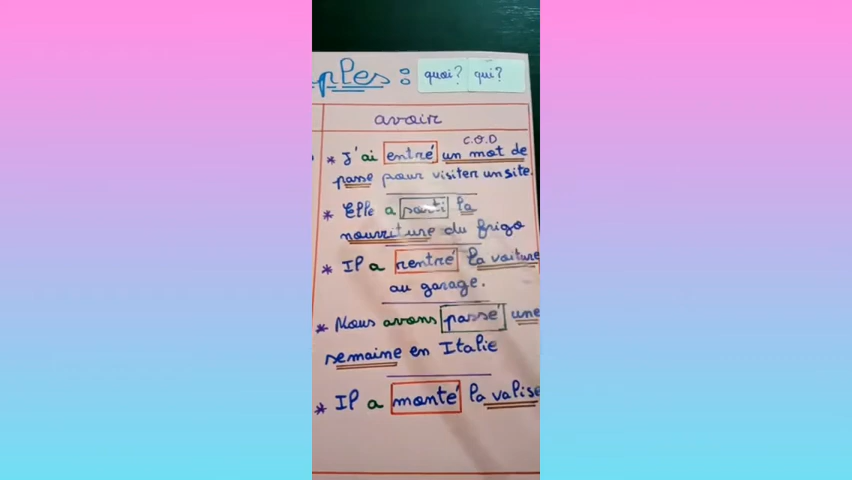 ples : quoi? qui?
avoir
C.O.D
* J'ai entré un mot de
passe pour visiter un site.
* Elle a sorti la
nourriture du frigo
* Il a rentré la voiture
au garage.
* Nous avons passé une
semaine en Italie
* Il a monté la valise